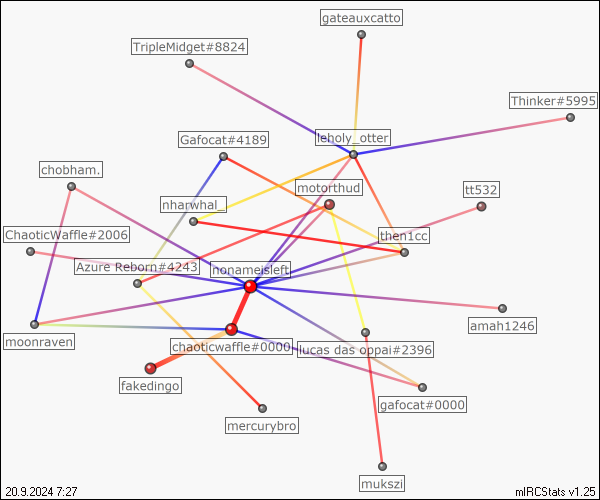 gateauxcatto
TripleMidget#8824
Thinker#5995
Gafocat#4189
leholy_otter
chobham.
motorthud
tt532
nharwhal_
ChaoticWaffle#2006
then1cc
Azure Reborn#4243
nonameisleft
amah1246
moonraven
chaoticwaffle#0000
lucas das oppai#2396
fakedingo
gafocat#0000
mercurybro
mukszi
20.9.2024 7:27
mIRCStats v1.25